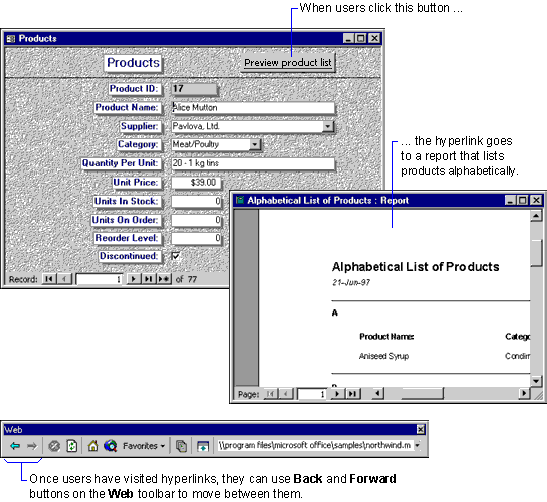 When users click this button ...
Products
Products
Preview product list
Product ID: 17
Product Name: Alice Mutton
Supplier: Pavlova, Ltd.
Category: Meat/Poultry
Quantity Per Unit: 20 - 1 kg tins
Unit Price: $39.00
Units In Stock: 0
Units On Order: 0
Reorder Level: 0
Discontinued:
Record: 1 of 77
... the hyperlink goes
to a report that lists
products alphabetically.
Alphabetical List of Products : Report
Alphabetical List of Products
21-Jun-97
A
Product Name: Catego
Aniseed Syrup Condim
Page: 1
Web
Favorites \\program files\microsoft office\samples\northwind.m
Once users have visited hyperlinks, they can use Back and Forward
buttons on the Web toolbar to move between them.